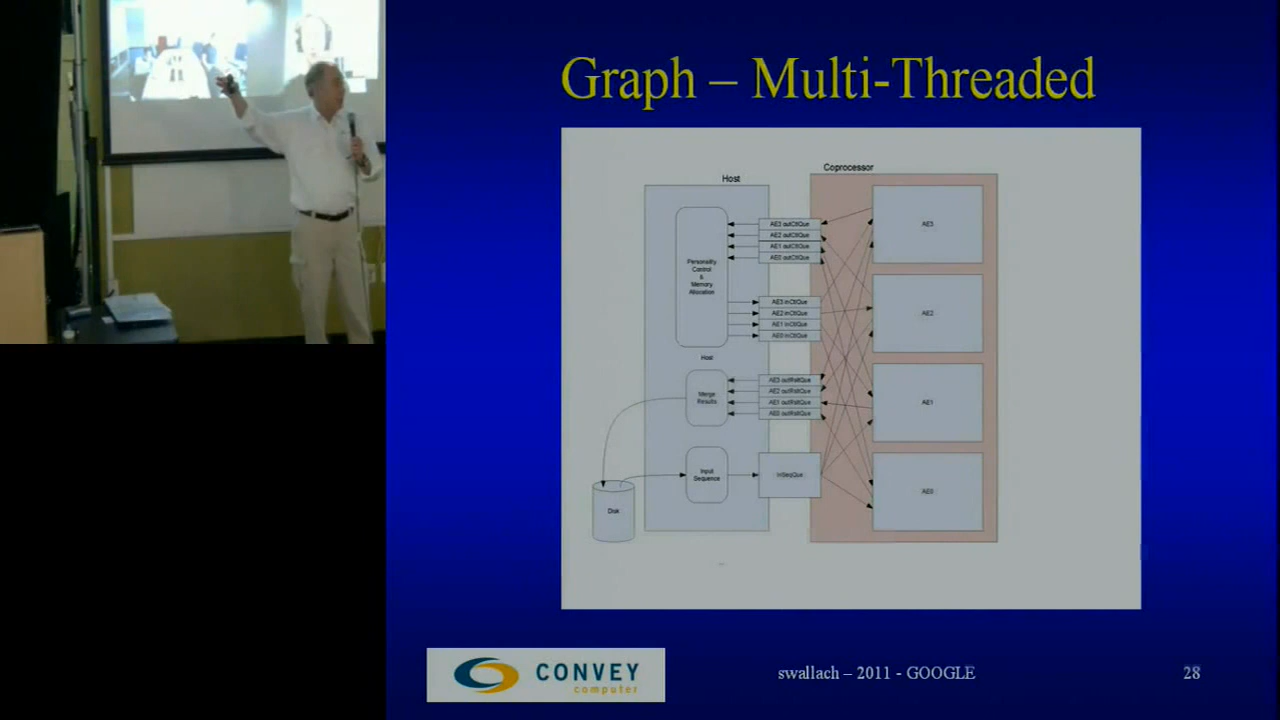 Graph – Multi-Threaded
Host
Coprocessor
AE3 outCtlQue
AE2 outCtlQue
AE1 outCtlQue
AE0 outCtlQue
Personality
Control
&
Memory
Allocation
AE3 inCtlQue
AE2 inCtlQue
AE1 inCtlQue
AE0 inCtlQue
Host
AE3 outRsltQue
AE2 outRsltQue
AE1 outRsltQue
AE0 outRsltQue
Merge
Results
Input
Sequence
InSeqQue
Disk
AE3
AE2
AE1
AE0
CONVEY
computer
swallach – 2011 - GOOGLE
28